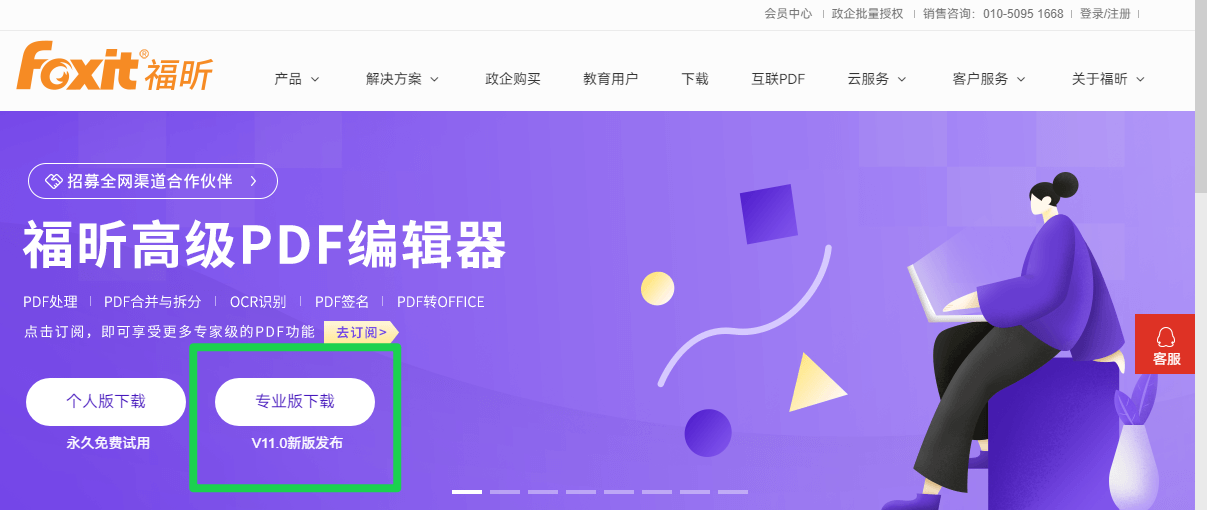 会员中心 | 政企批量授权 | 销售咨询：010-5095 1668 | 登录/注册 |
Foxit® 福昕
产品 解决方案 政企购买 教育用户 下载 互联PDF 云服务 客户服务 关于福昕
招募全网渠道合作伙伴 >
福昕高级PDF编辑器
PDF处理 | PDF合并与拆分 | OCR识别 | PDF签名 | PDF转OFFICE
点击订阅，即可享受更多专家级的PDF功能 去订阅>
客服
个人版下载 专业版下载
永久免费试用 V11.0新版发布